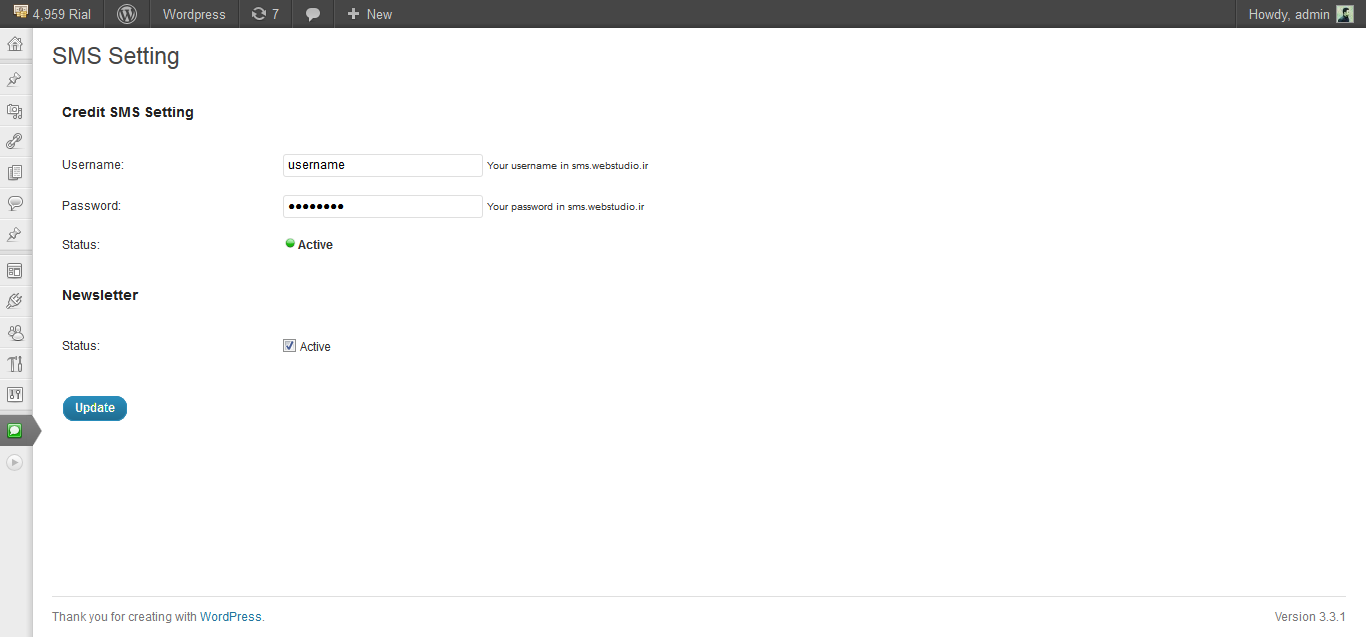 4,959 Rial Wordpress 7 New Howdy, admin
SMS Setting
Credit SMS Setting
Username: username Your username in sms.webstudio.ir
Password: •••••••• Your password in sms.webstudio.ir
Status: Active
Newsletter
Status: Active
Update
Thank you for creating with WordPress. Version 3.3.1